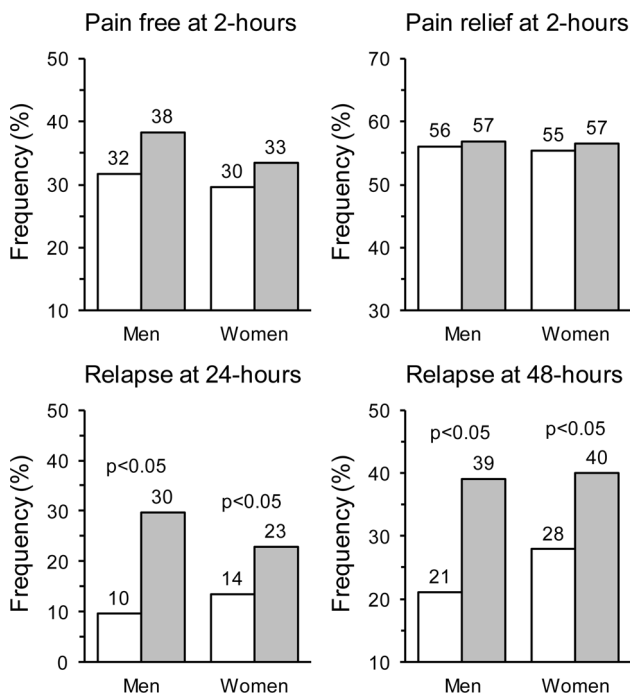 Pain free at 2-hours
Frequency (%)
50
40
30
20
10
32
38
30
33
Men
Women
Pain relief at 2-hours
Frequency (%)
70
60
50
40
30
56
57
55
57
Men
Women
Relapse at 24-hours
Frequency (%)
50
40
30
20
10
0
p<0.05
p<0.05
10
30
14
23
Men
Women
Relapse at 48-hours
Frequency (%)
50
40
30
20
10
p<0.05
p<0.05
21
39
28
40
Men
Women